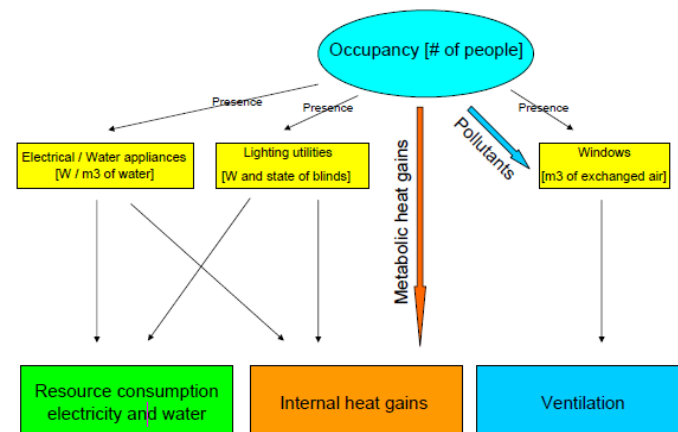 Occupancy [# of people]
Presence
Presence
Presence
Pollutants
Electrical / Water appliances
[W / m3 of water]
Lighting utilities
[W and state of blinds]
Windows
[m3 of exchanged air]
Metabolic heat gains
Resource consumption
electricity and water
Internal heat gains
Ventilation